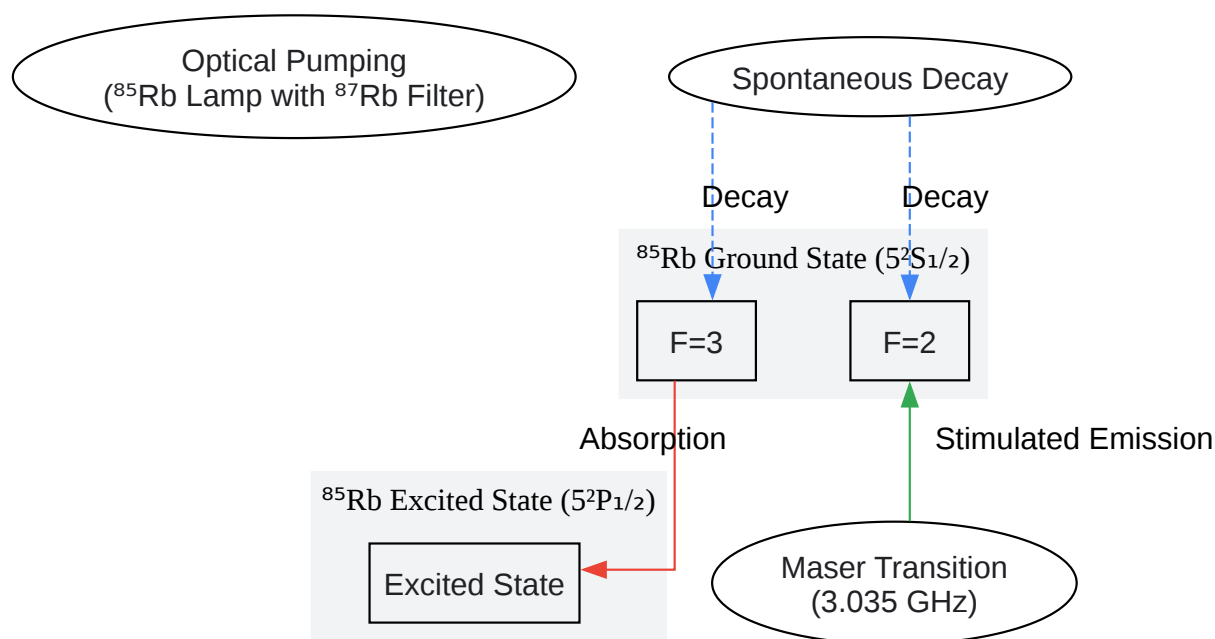 Optical Pumping
(⁸⁵Rb Lamp with ⁸⁷Rb Filter)
Spontaneous Decay
Decay
Decay
⁸⁵Rb Ground State (5²S₁/₂)
F=3
F=2
Absorption
Stimulated Emission
⁸⁵Rb Excited State (5²P₁/₂)
Excited State
Maser Transition
(3.035 GHz)